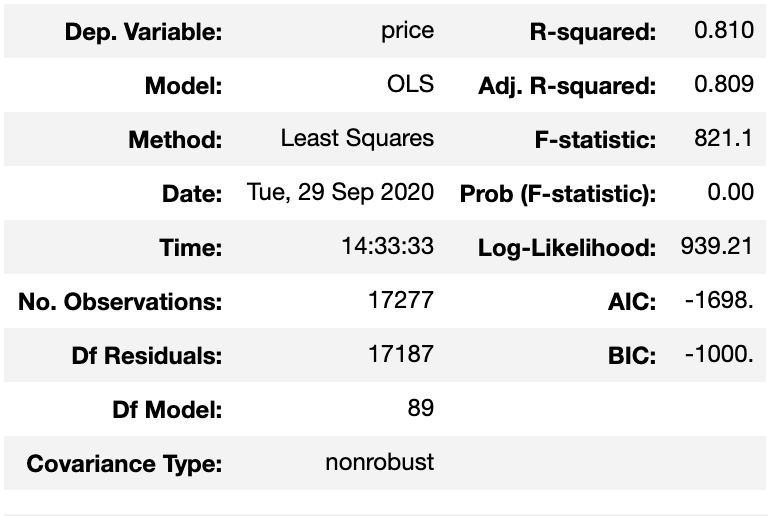 Dep. Variable: price R-squared: 0.810
Model: OLS Adj. R-squared: 0.809
Method: Least Squares F-statistic: 821.1
Date: Tue, 29 Sep 2020 Prob (F-statistic): 0.00
Time: 14:33:33 Log-Likelihood: 939.21
No. Observations: 17277 AIC: -1698.
Df Residuals: 17187 BIC: -1000.
Df Model: 89
Covariance Type: nonrobust